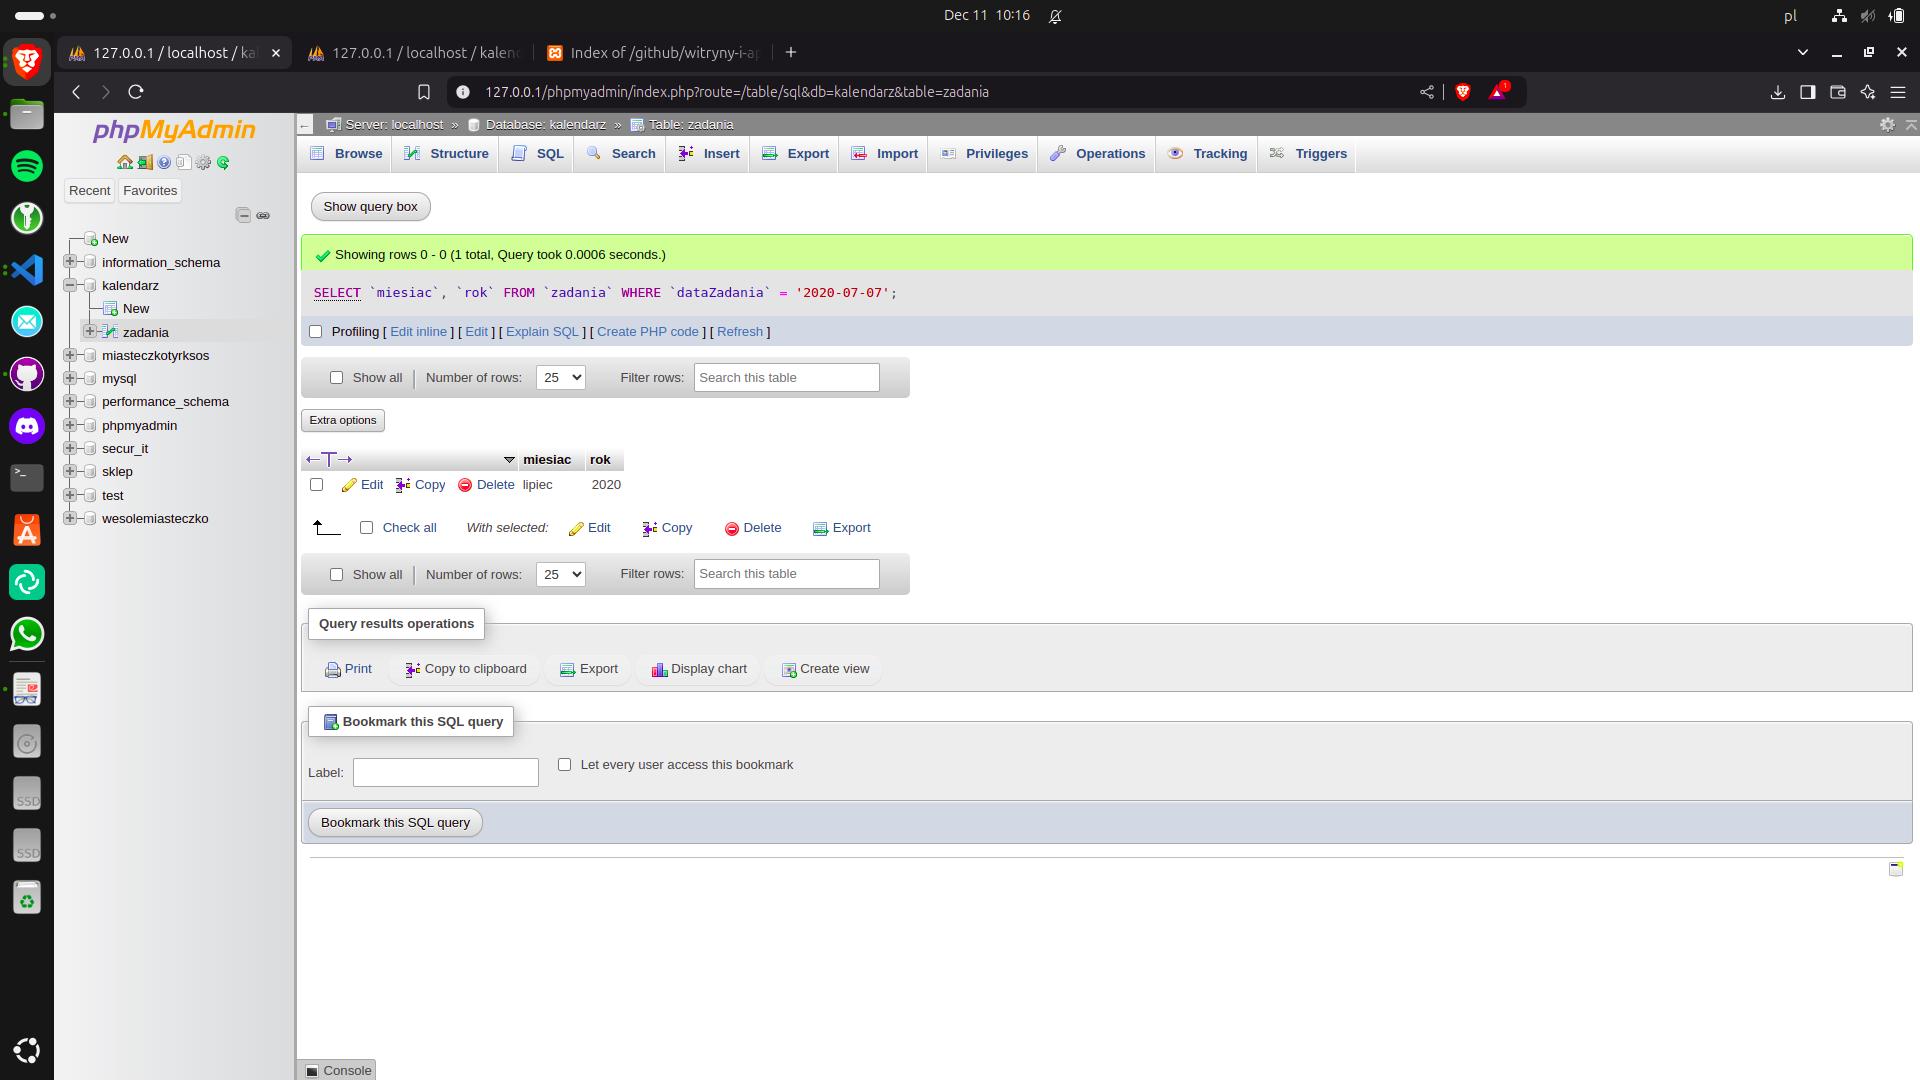 Dec 11 10:16
pl
127.0.0.1 / localhost / ka
127.0.0.1 / localhost / kalen
Index of /github/witryny-i-ap
127.0.0.1/phpmyadmin/index.php?route=/table/sql&db=kalendarz&table=zadania
1
phpMyAdmin
Recent
Favorites
New
information_schema
kalendarz
New
zadania
miasteczkotyrksos
mysql
performance_schema
phpmyadmin
secur_it
sklep
test
wesolemiasteczko
Server: localhost » Database: kalendarz » Table: zadania
Browse Structure SQL Search Insert Export Import Privileges Operations Tracking Triggers
Show query box
Showing rows 0 - 0 (1 total, Query took 0.0006 seconds.)
SELECT `miesiac`, `rok` FROM `zadania` WHERE `dataZadania` = '2020-07-07';
Profiling [ Edit inline ] [ Edit ] [ Explain SQL ] [ Create PHP code ] [ Refresh ]
Show all Number of rows: 25 Filter rows: Search this table
Extra options
miesiac rok
Edit Copy Delete lipiec 2020
Check all With selected: Edit Copy Delete Export
Show all Number of rows: 25 Filter rows: Search this table
Query results operations
Print Copy to clipboard Export Display chart Create view
Bookmark this SQL query
Label: Let every user access this bookmark
Bookmark this SQL query
Console
SSD
SSD